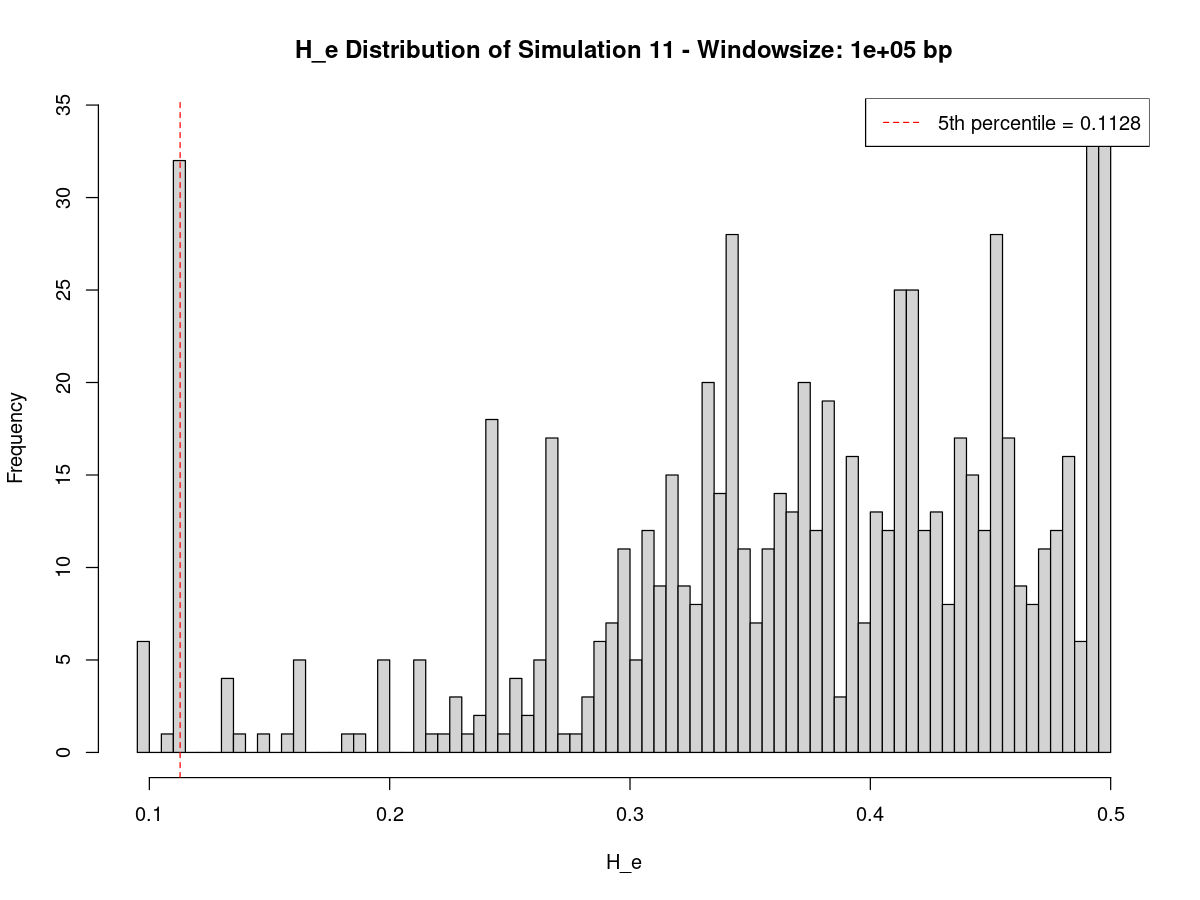 H_e Distribution of Simulation 11 - Windowsize: 1e+05 bp
5th percentile = 0.1128
35
30
25
20
15
10
5
0
Frequency
0.1 0.2 0.3 0.4 0.5
H_e